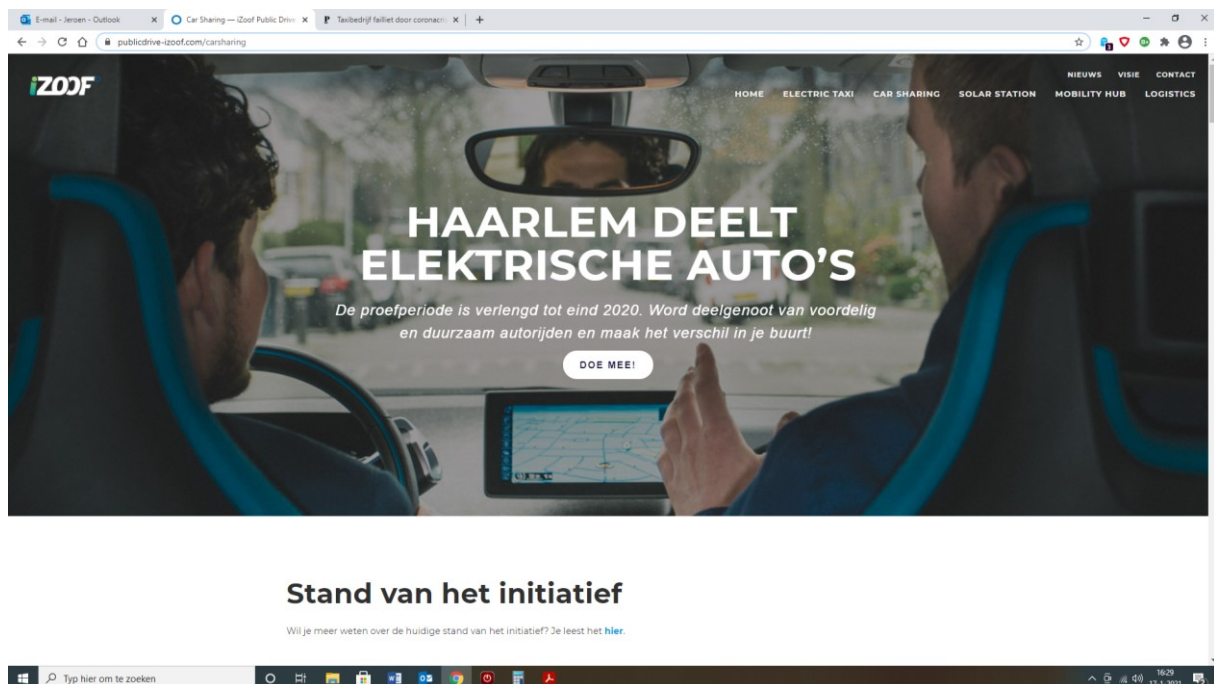 E-mail - Jeroen - Outlook
Car Sharing — iZoof Public Drive
Taxibedrijf failliet door coronacris
publicdrive-izoof.com/carsharing
iZOOF
NIEUWS VISIE CONTACT
HOME ELECTRIC TAXI CAR SHARING SOLAR STATION MOBILITY HUB LOGISTICS
HAARLEM DEELT
ELEKTRISCHE AUTO'S
De proefperiode is verlengd tot eind 2020. Word deelgenoot van voordelig
en duurzaam autorijden en maak het verschil in je buurt!
DOE MEE!
Stand van het initiatief
Wil je meer weten over de huidige stand van het initiatief? Je leest het hier.
Typ hier om te zoeken
16:29
17-1-2021